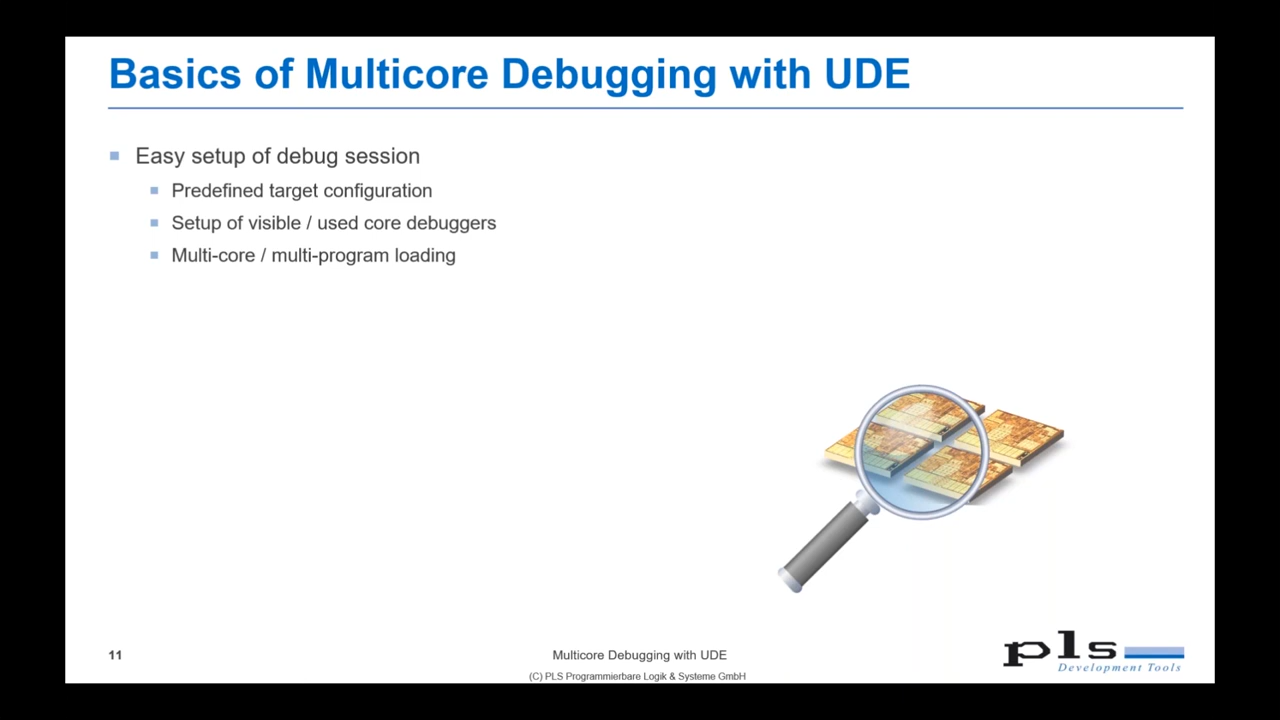 Basics of Multicore Debugging with UDE
Easy setup of debug session
Predefined target configuration
Setup of visible / used core debuggers
Multi-core / multi-program loading
11
Multicore Debugging with UDE
(C) PLS Programmierbare Logik & Systeme GmbH
pls
Development Tools